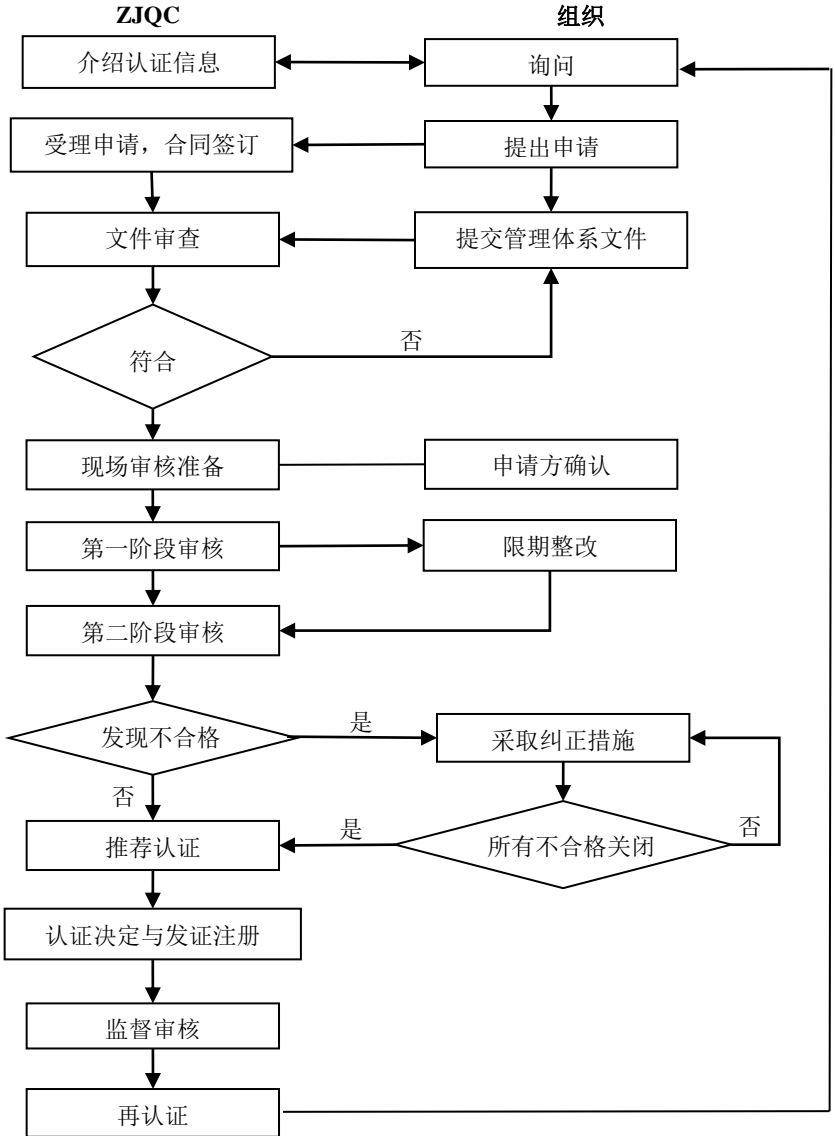 ZJQC
组织
介绍认证信息
询问
受理申请，合同签订
提出申请
文件审查
提交管理体系文件
否
符合
现场审核准备
申请方确认
第一阶段审核
限期整改
第二阶段审核
是
发现不合格
采取纠正措施
否
是
否
推荐认证
所有不合格关闭
认证决定与发证注册
监督审核
再认证